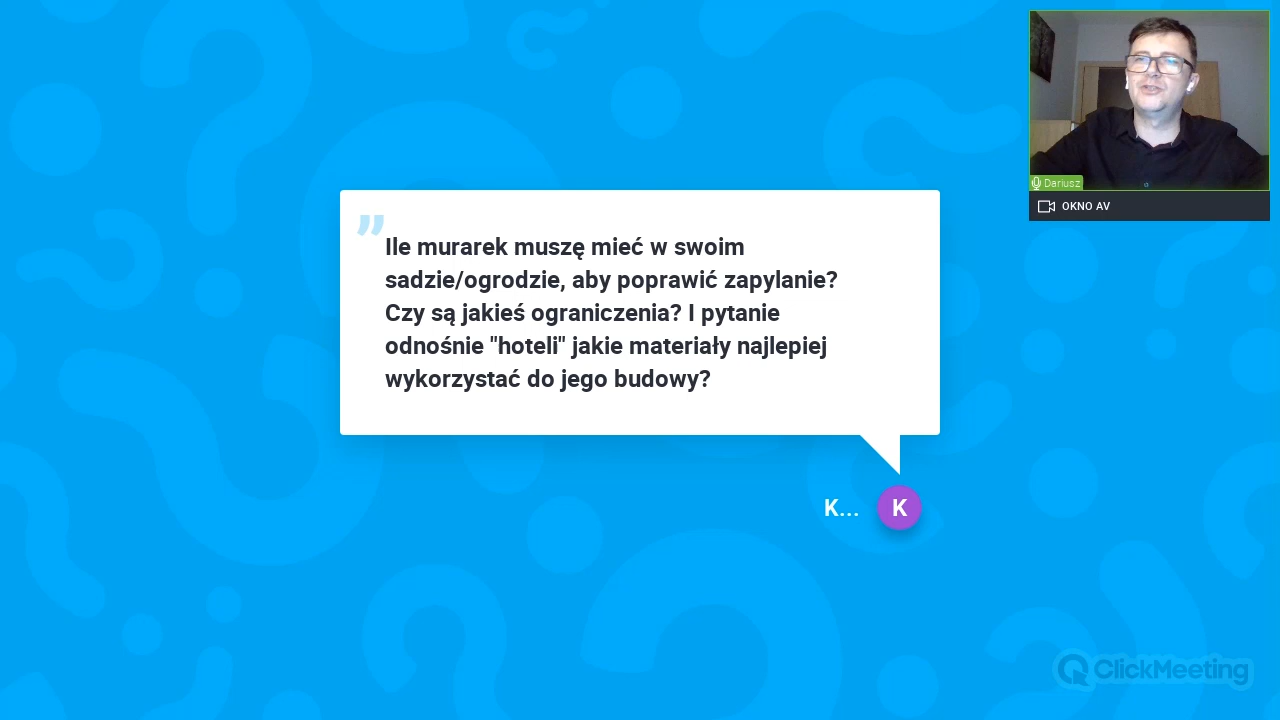 Dariusz
OKNO AV
Ile murarek muszę mieć w swoim
sadzie/ogrodzie, aby poprawić zapylanie?
Czy są jakieś ograniczenia? I pytanie
odnośnie "hoteli" jakie materiały najlepiej
wykorzystać do jego budowy?
K... K
ClickMeeting